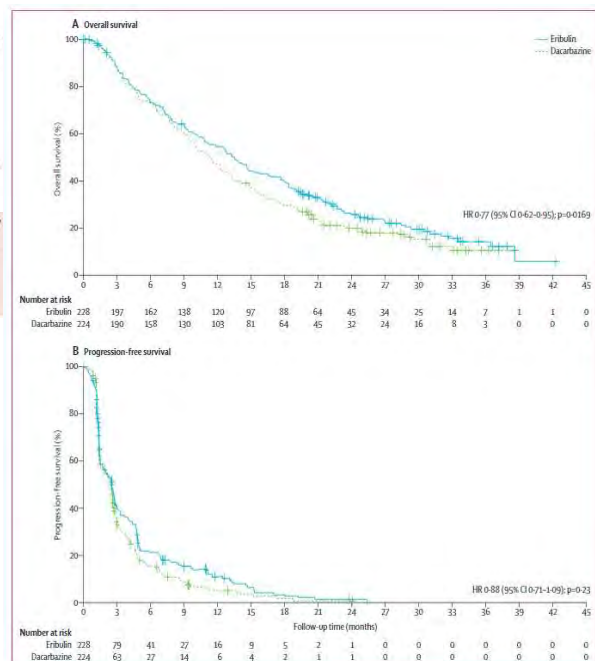 A Overall survival
Eribulin
Dacarbazine
100
80
60
40
20
0
Overall survival (%)
HR 0·77 (95% CI 0·62–0·95); p=0·0169
0 3 6 9 12 15 18 21 24 27 30 33 36 39 42 45
Number at risk
Eribulin 228 197 162 138 120 97 88 64 45 34 25 14 7 1 1 0
Dacarbazine 224 190 158 130 103 81 64 45 32 24 16 8 3 0 0 0
B Progression-free survival
100
80
60
40
20
0
Progression-free survival (%)
HR 0·88 (95% CI 0·71–1·09); p=0·23
0 3 6 9 12 15 18 21 24 27 30 33 36 39 42 45
Follow-up time (months)
Number at risk
Eribulin 228 79 41 27 16 9 5 2 1 0 0 0 0 0 0 0
Dacarbazine 224 63 27 14 6 4 2 1 1 0 0 0 0 0 0 0